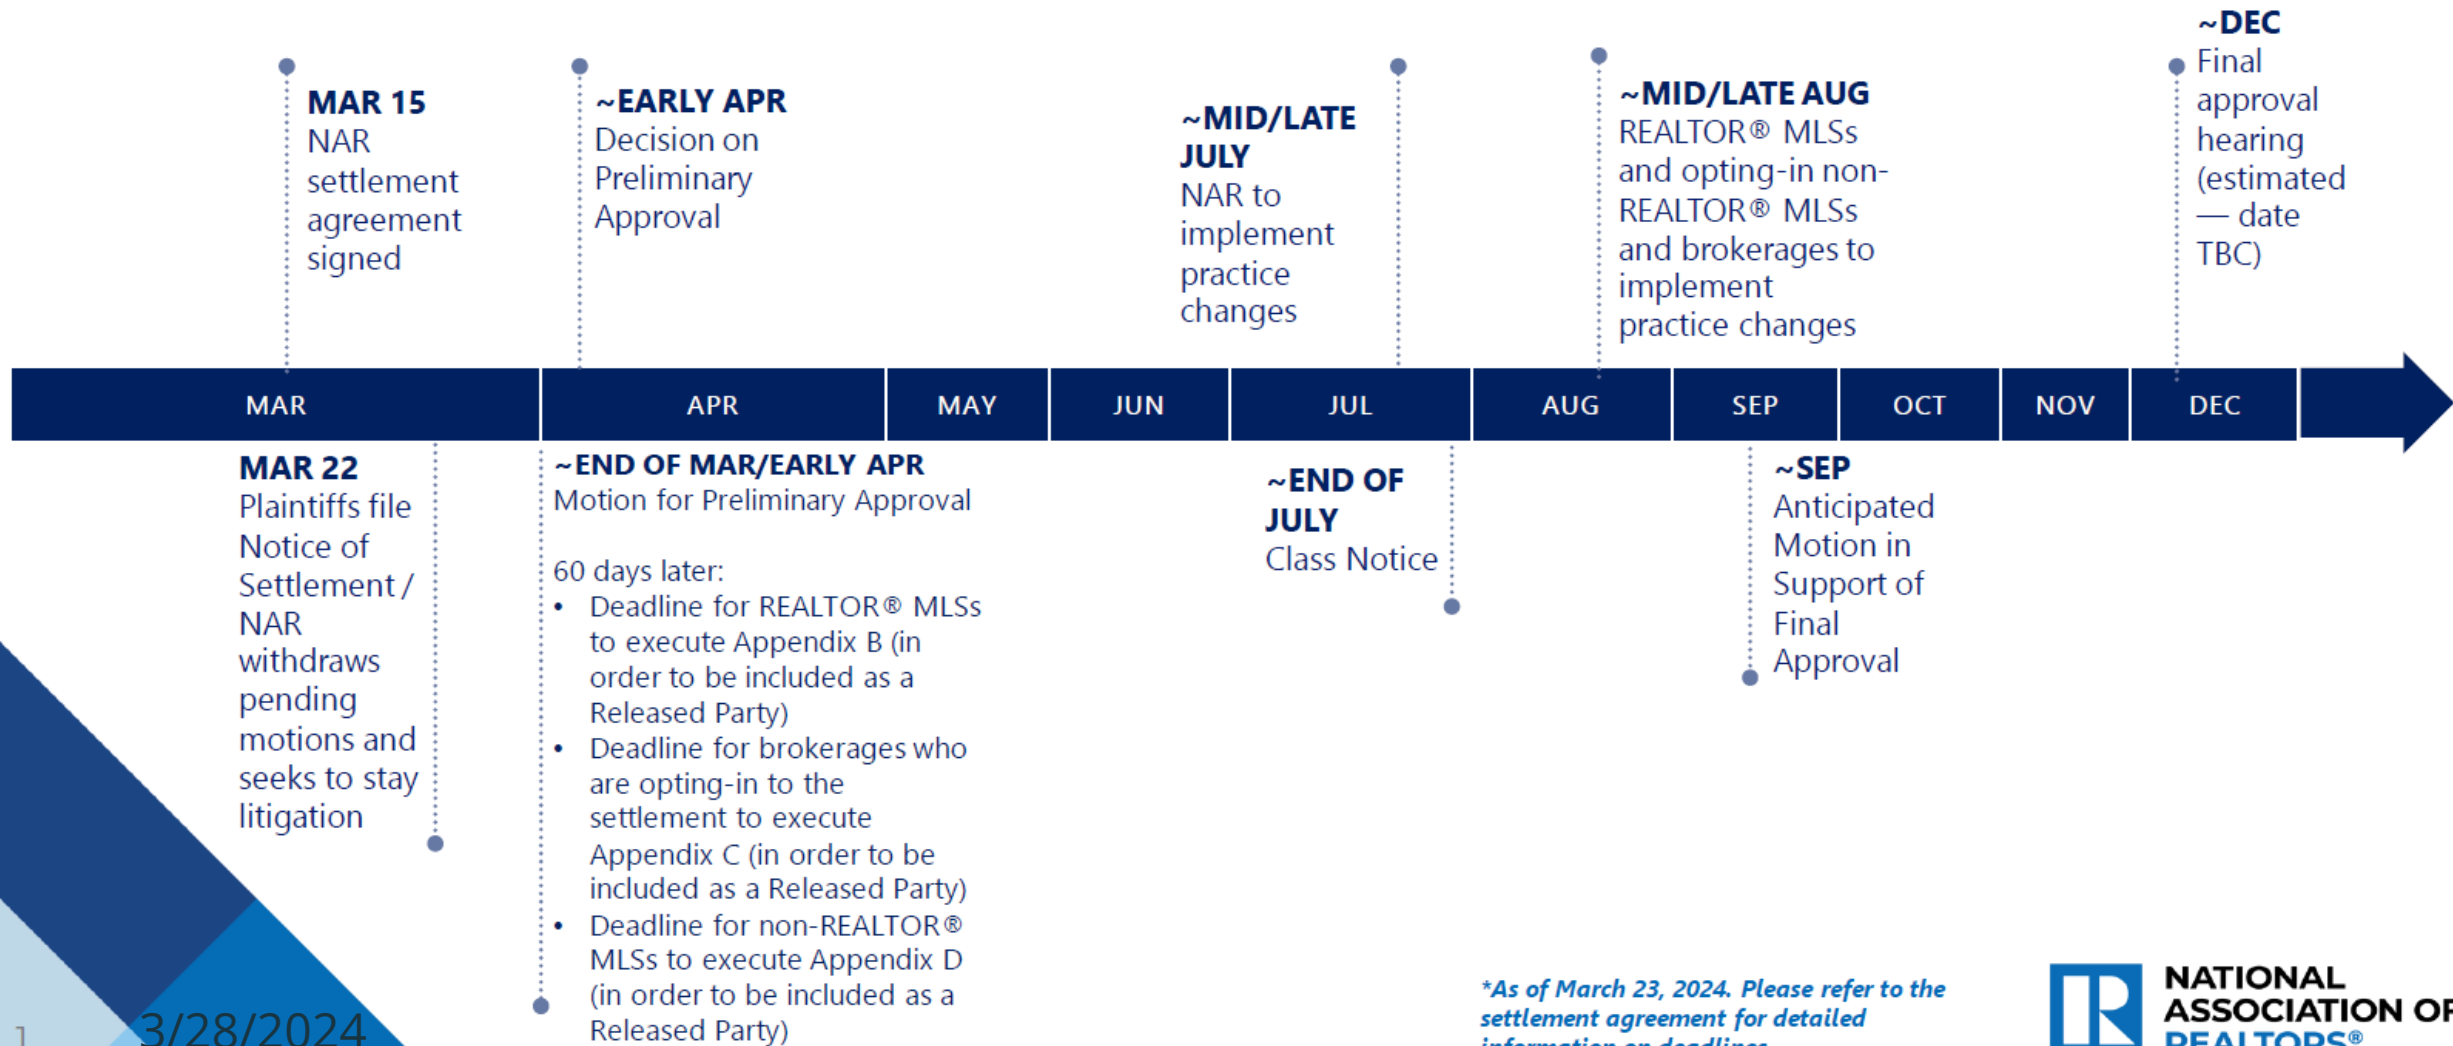 MAR 15
NAR
settlement
agreement
signed
~EARLY APR
Decision on
Preliminary
Approval
~MID/LATE
JULY
NAR to
implement
practice
changes
~MID/LATE AUG
REALTOR® MLSs
and opting-in non-
REALTOR® MLSs
and brokerages to
implement
practice changes
~DEC
Final
approval
hearing
(estimated
— date
TBC)
MAR
APR
MAY
JUN
JUL
AUG
SEP
OCT
NOV
DEC
MAR 22
Plaintiffs file
Notice of
Settlement /
NAR
withdraws
pending
motions and
seeks to stay
litigation
~END OF MAR/EARLY APR
Motion for Preliminary Approval
60 days later:
• Deadline for REALTOR® MLSs
to execute Appendix B (in
order to be included as a
Released Party)
• Deadline for brokerages who
are opting-in to the
settlement to execute
Appendix C (in order to be
included as a Released Party)
• Deadline for non-REALTOR®
MLSs to execute Appendix D
(in order to be included as a
Released Party)
~END OF
JULY
Class Notice
~SEP
Anticipated
Motion in
Support of
Final
Approval
*As of March 23, 2024. Please refer to the
settlement agreement for detailed
information on deadlines
R
NATIONAL
ASSOCIATION OF
REALTORS®
1
3/28/2024